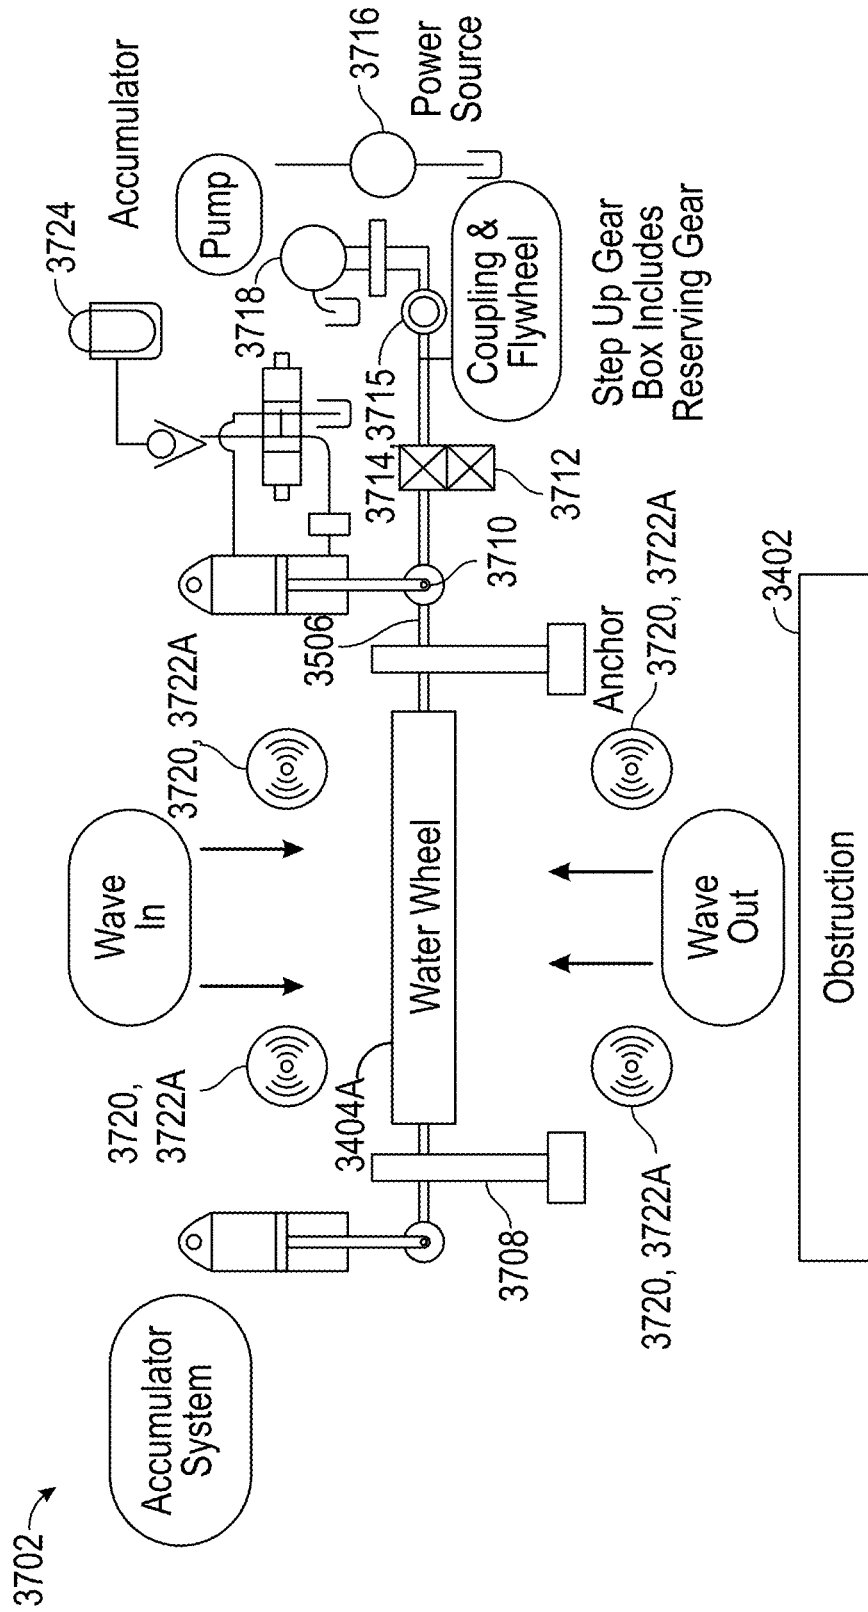 3702
Accumulator
System
3708
3720,
3722A
3404A
Wave
In
Water Wheel
3720, 3722A
Wave
Out
Obstruction
3402
3720, 3722A
3720, 3722A
Anchor
3506
3710
3712
3714,3715
3718
3724
Accumulator
Pump
3716
Power
Source
Coupling &
Flywheel
Step Up Gear
Box Includes
Reserving Gear